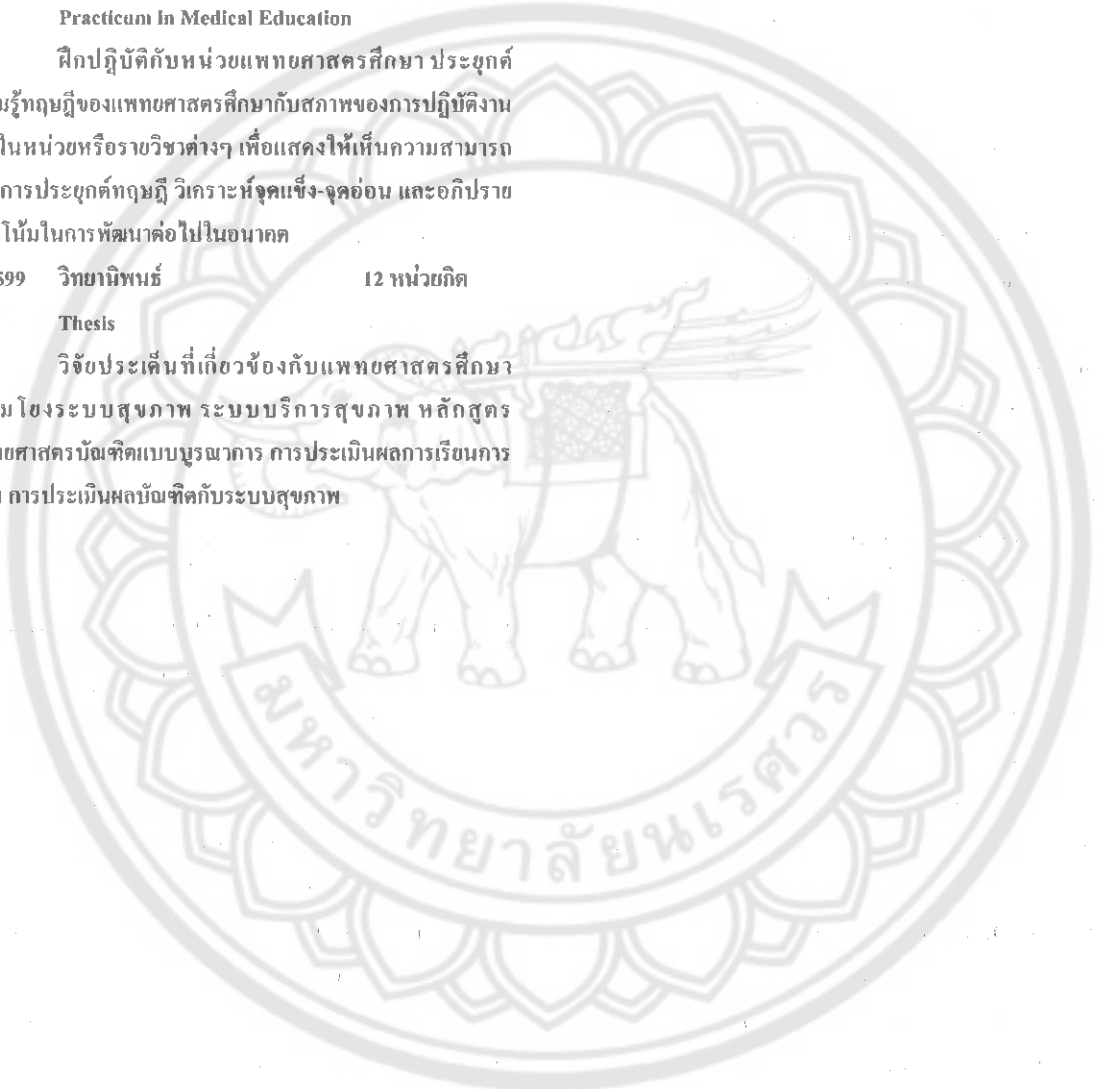 Practicum in Medical Education
ฝึกปฏิบัติกับหน่วยแพทยศาสตรศึกษา ประยุกต์
มรู้ทฤษฎีของแพทยศาสตรศึกษากับสภาพของการปฏิบัติงาน
ในหน่วยหรือรายวิชาต่างๆ เพื่อแสดงให้เห็นความสามารถ
การประยุกต์ทฤษฎี วิเคราะห์จุดแข็ง-จุดอ่อน และอภิปราย
โน้มในการพัฒนาต่อไปในอนาคต
599 วิทยานิพนธ์ 12 หน่วยกิต
Thesis
วิจัยประเด็นที่เกี่ยวข้องกับแพทยศาสตรศึกษา
มโยงระบบสุขภาพ ระบบบริการสุขภาพ หลักสูตร
ยศาสตรบัณฑิตแบบบูรณาการ การประเมินผลการเรียนการ
การประเมินผลบัณฑิตกับระบบสุขภาพ
มหาวิทยาลัยนเรศวร